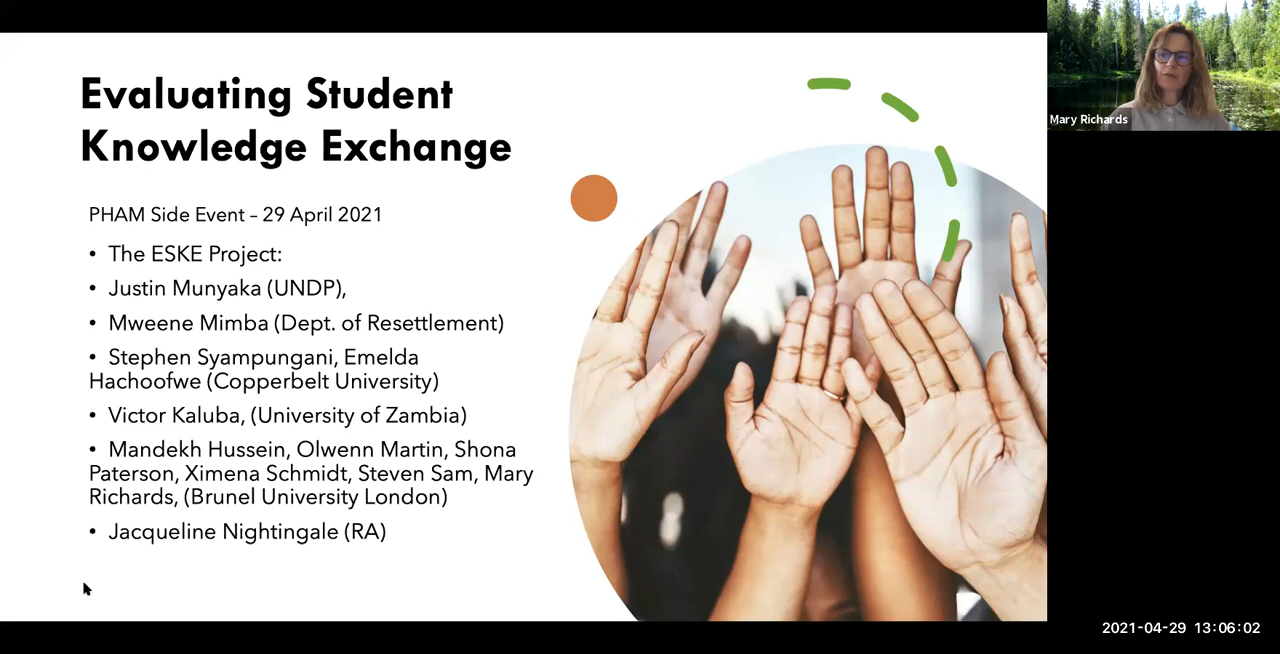 Evaluating Student
Knowledge Exchange
PHAM Side Event – 29 April 2021
• The ESKE Project:
• Justin Munyaka (UNDP),
• Mweene Mimba (Dept. of Resettlement)
• Stephen Syampungani, Emelda
Hachoofwe (Copperbelt University)
• Victor Kaluba, (University of Zambia)
• Mandekh Hussein, Olwenn Martin, Shona
Paterson, Ximena Schmidt, Steven Sam, Mary
Richards, (Brunel University London)
• Jacqueline Nightingale (RA)
Mary Richards
2021-04-29 13:06:02